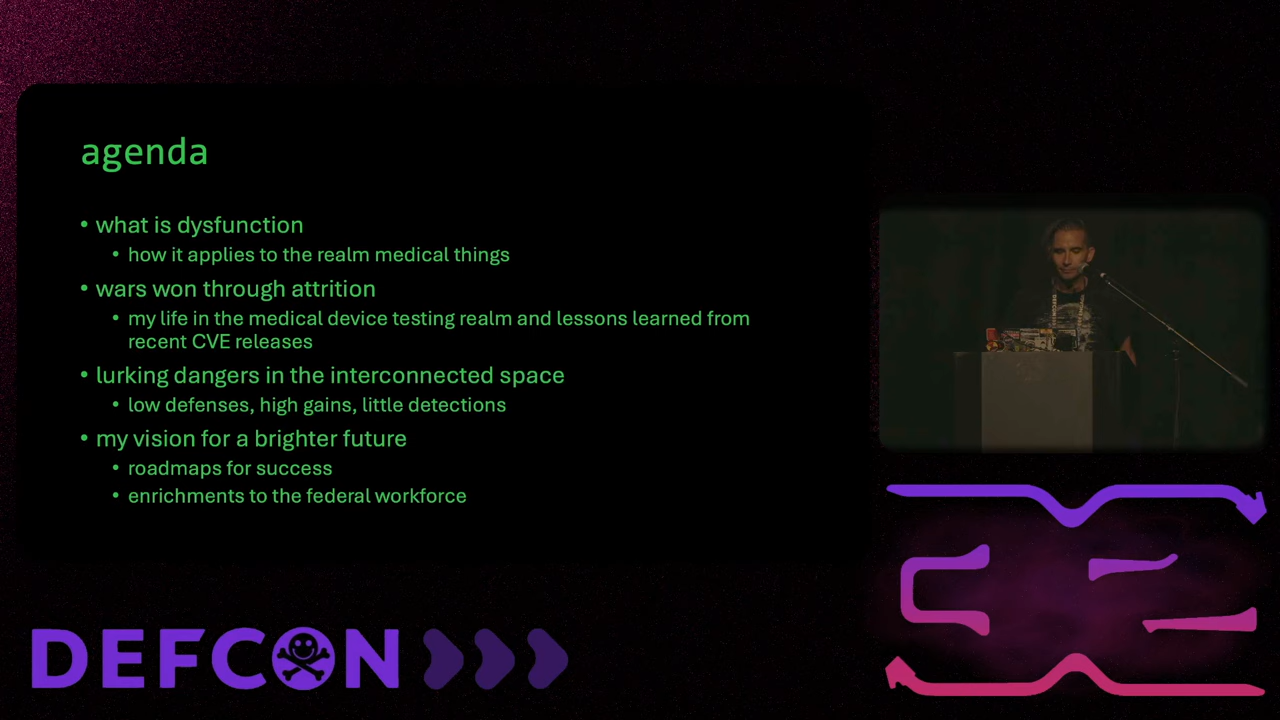 agenda
• what is dysfunction
• how it applies to the realm medical things
• wars won through attrition
• my life in the medical device testing realm and lessons learned from
recent CVE releases
• lurking dangers in the interconnected space
• low defenses, high gains, little detections
• my vision for a brighter future
• roadmaps for success
• enrichments to the federal workforce
DEFCON